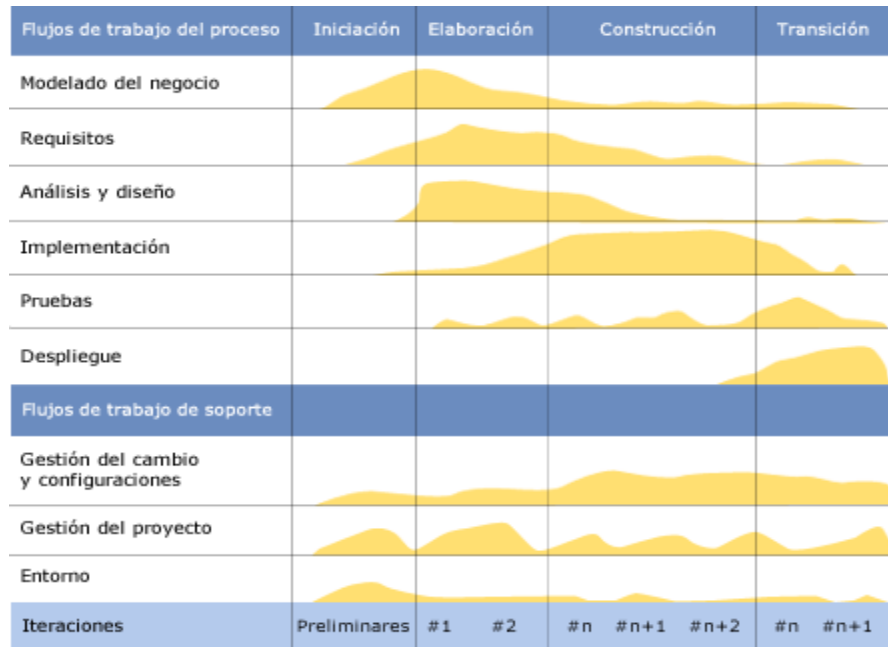 Flujos de trabajo del proceso Iniciación Elaboración Construcción Transición
Modelado del negocio
Requisitos
Análisis y diseño
Implementación
Pruebas
Despliegue
Flujos de trabajo de soporte
Gestión del cambio
y configuraciones
Gestión del proyecto
Entorno
Iteraciones Preliminares #1 #2 #n #n+1 #n+2 #n #n+1